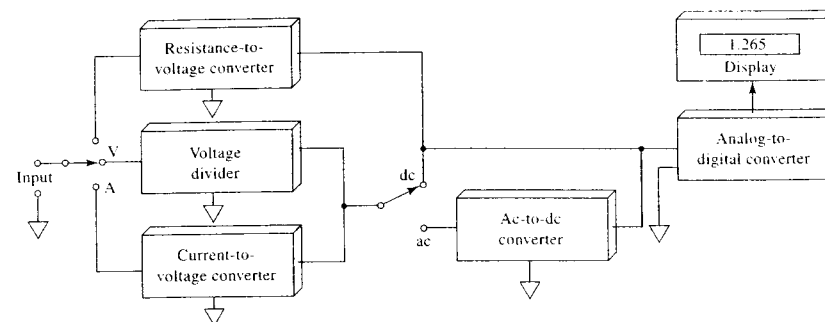 Resistance-to-
voltage converter
1.265
Display
Analog-to-
digital converter
V
Input
A
Voltage
divider
dc
ac
Ac-to-dc
converter
Current-to-
voltage converter